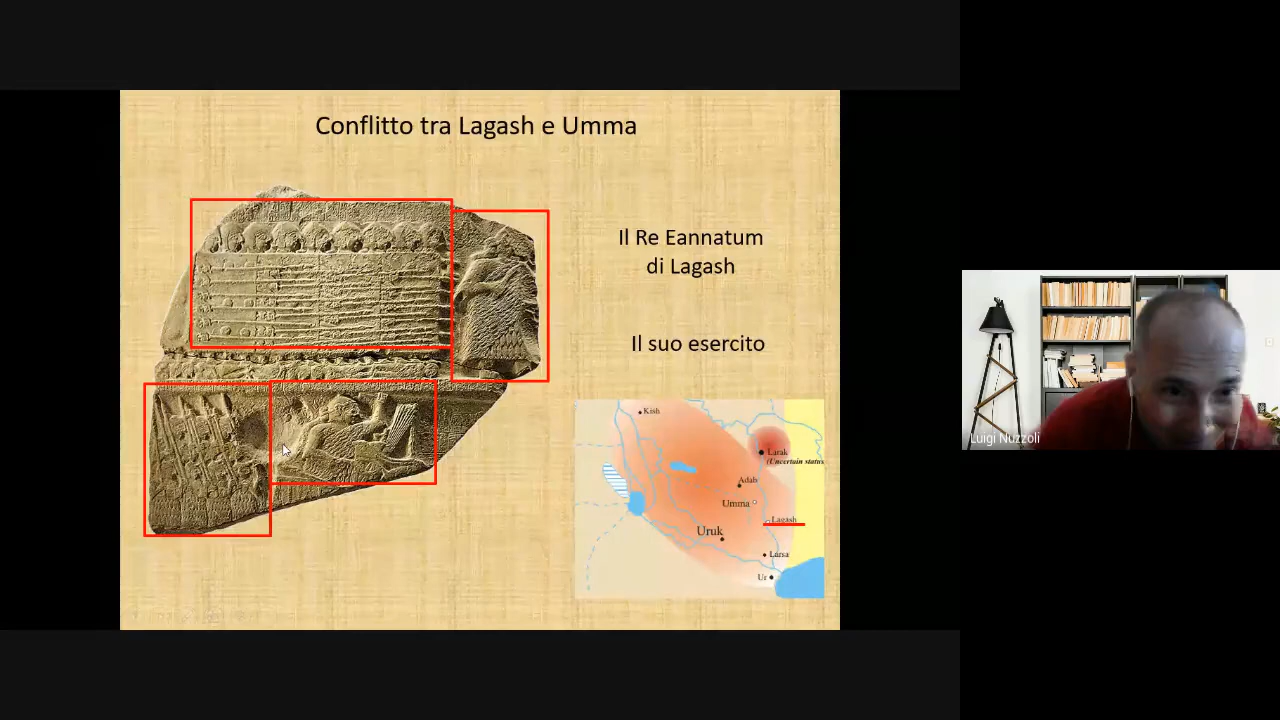 Conflitto tra Lagash e Umma
Il Re Eannatum
di Lagash
Il suo esercito
Kish
Larak
(Uncertain status
Adab
Umma
Lagash
Uruk
Larsa
Ur
Luigi Nuzzoli